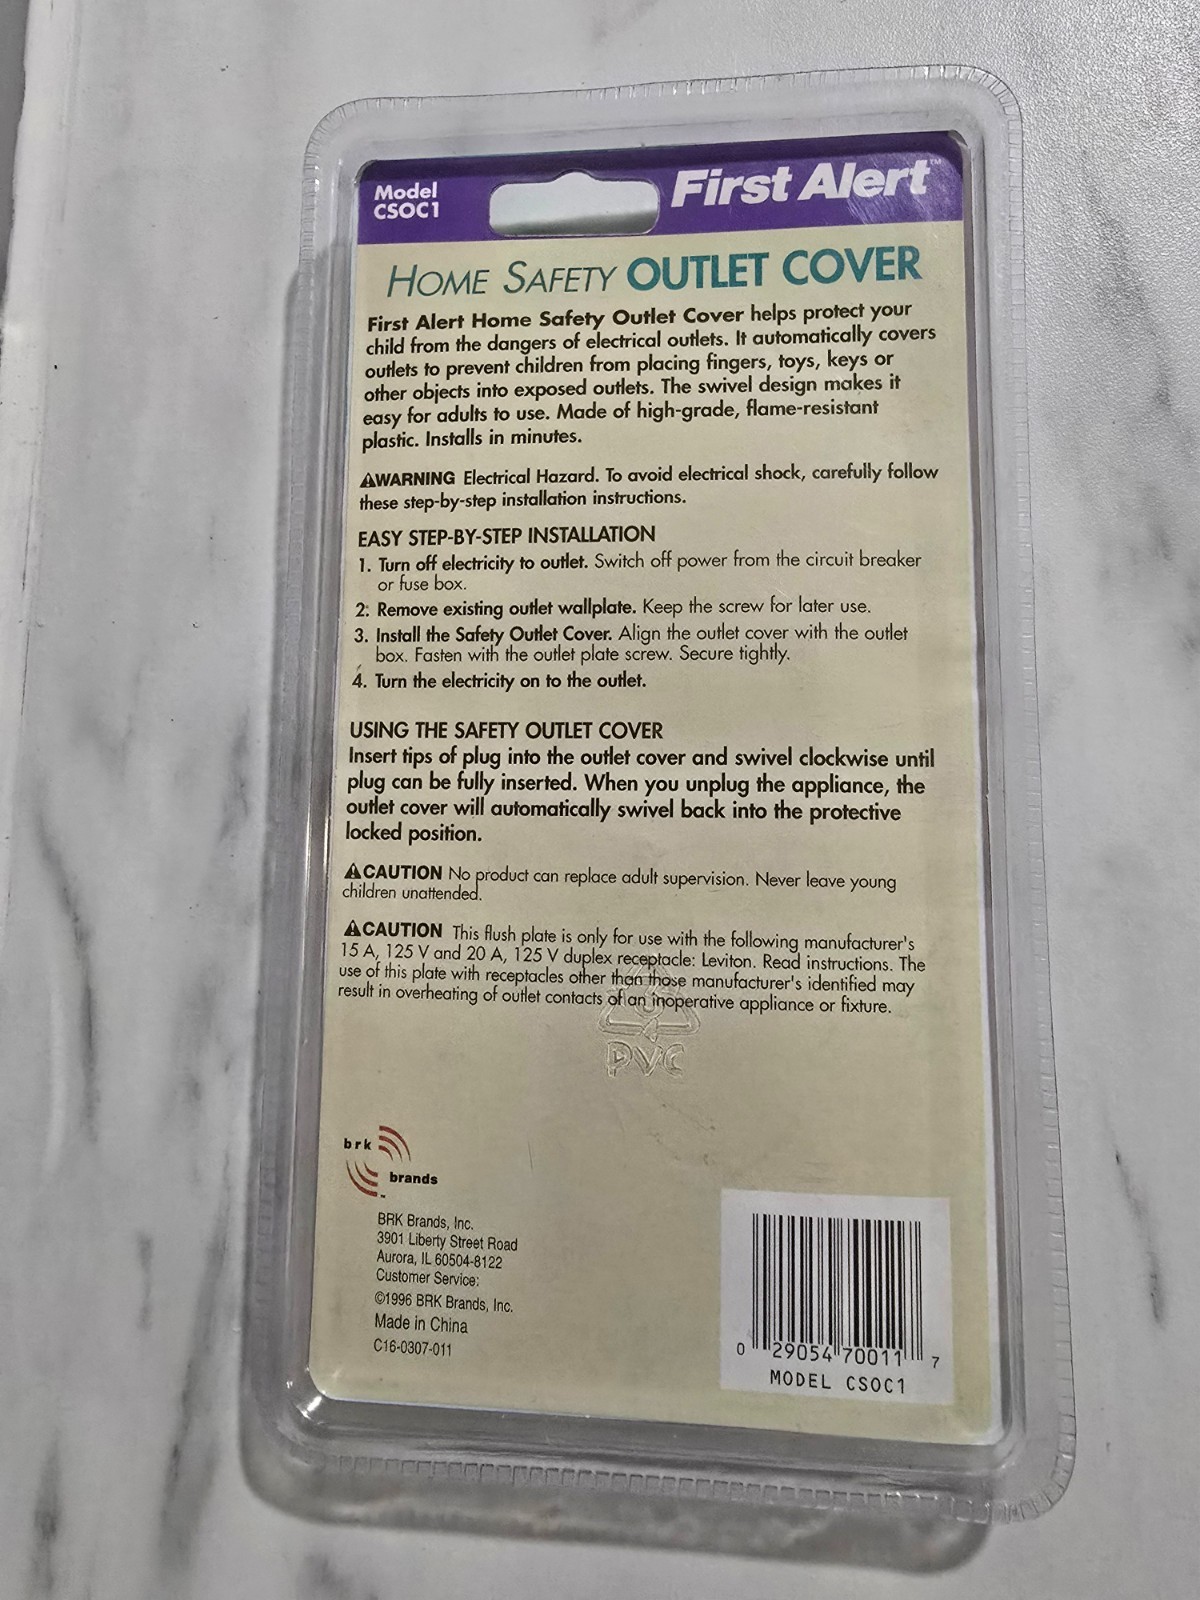 Model
CSOC1
First Alert™
HOME SAFETY OUTLET COVER
First Alert Home Safety Outlet Cover helps protect your
child from the dangers of electrical outlets. It automatically covers
outlets to prevent children from placing fingers, toys, keys or
other objects into exposed outlets. The swivel design makes it
easy for adults to use. Made of high-grade, flame-resistant
plastic. Installs in minutes.
⚠WARNING Electrical Hazard. To avoid electrical shock, carefully follow
these step-by-step installation instructions.
EASY STEP-BY-STEP INSTALLATION
1. Turn off electricity to outlet. Switch off power from the circuit breaker
or fuse box.
2. Remove existing outlet wallplate. Keep the screw for later use.
3. Install the Safety Outlet Cover. Align the outlet cover with the outlet
box. Fasten with the outlet plate screw. Secure tightly.
4. Turn the electricity on to the outlet.
USING THE SAFETY OUTLET COVER
Insert tips of plug into the outlet cover and swivel clockwise until
plug can be fully inserted. When you unplug the appliance, the
outlet cover will automatically swivel back into the protective
locked position.
⚠CAUTION No product can replace adult supervision. Never leave young
children unattended.
⚠CAUTION This flush plate is only for use with the following manufacturer's
15 A, 125 V and 20 A, 125 V duplex receptacle: Leviton. Read instructions. The
use of this plate with receptacles other than those manufacturer's identified may
result in overheating of outlet contacts of an inoperative appliance or fixture.
PVC
brk
brands™
BRK Brands, Inc.
3901 Liberty Street Road
Aurora, IL 60504-8122
Customer Service:
©1996 BRK Brands, Inc.
Made in China
C16-0307-011
0 29054 70011 7
MODEL CSOC1